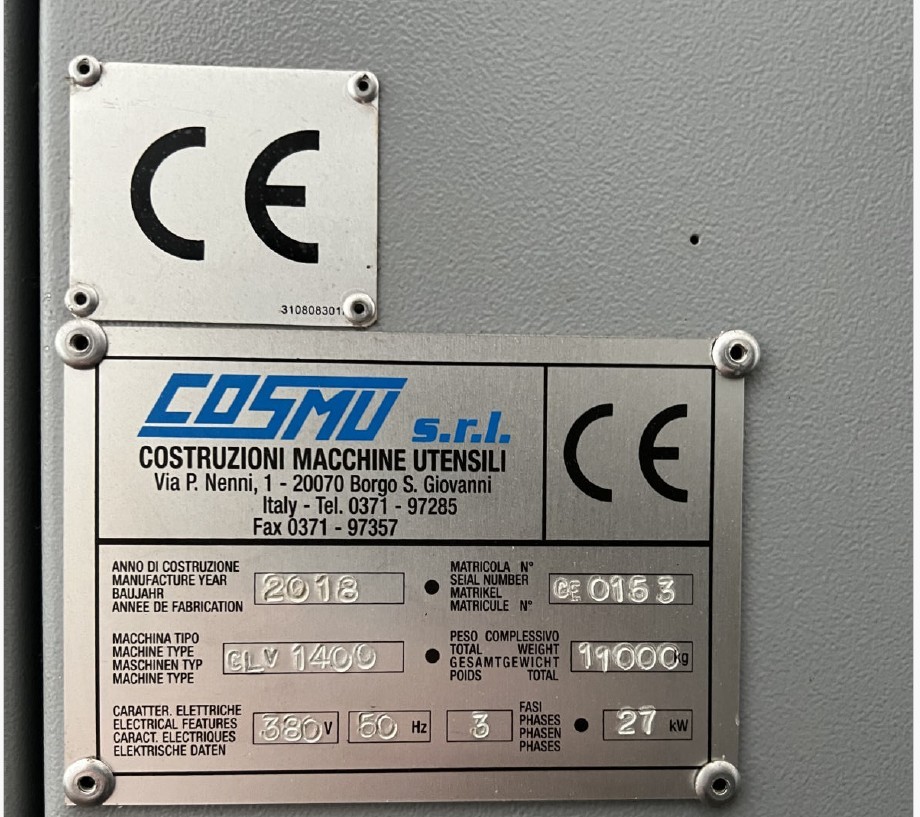 CE
310808301
COSMU s.r.l.
COSTRUZIONI MACCHINE UTENSILI
Via P. Nenni, 1 - 20070 Borgo S. Giovanni
Italy - Tel. 0371 - 97285
Fax 0371 - 97357
CE
ANNO DI COSTRUZIONE
MANUFACTURE YEAR
BAUJAHR
ANNEE DE FABRICATION
2018
MATRICOLA N°
SEIAL NUMBER
MATRIKEL
MATRICULE N°
0153
MACCHINA TIPO
MACHINE TYPE
MASCHINEN TYP
MACHINE TYPE
CLV 1400
PESO COMPLESSIVO
TOTAL WEIGHT
GESAMTGEWICHT
POIDS TOTAL
11000 kg
CARATTER. ELETTRICHE
ELECTRICAL FEATURES
CARACT. ELECTRIQUES
ELEKTRISCHE DATEN
380 V
50 Hz
3
FASI
PHASES
PHASEN
PHASES
27 kW